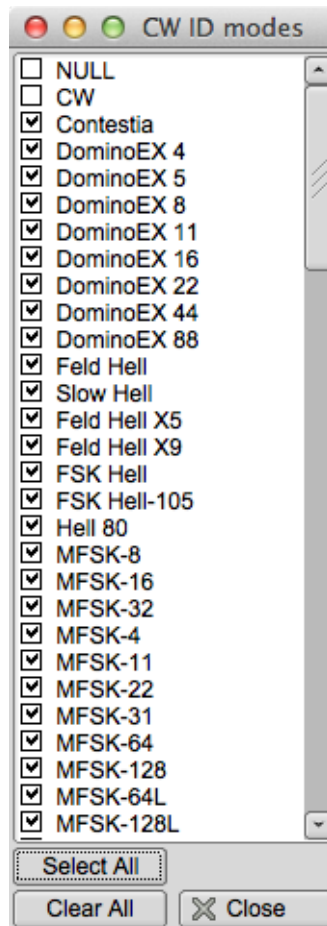 CW ID modes
NULL
CW
Contestia
DominoEX 4
DominoEX 5
DominoEX 8
DominoEX 11
DominoEX 16
DominoEX 22
DominoEX 44
DominoEX 88
Feld Hell
Slow Hell
Feld Hell X5
Feld Hell X9
FSK Hell
FSK Hell-105
Hell 80
MFSK-8
MFSK-16
MFSK-32
MFSK-4
MFSK-11
MFSK-22
MFSK-31
MFSK-64
MFSK-128
MFSK-64L
MFSK-128L
Select All
Clear All Close